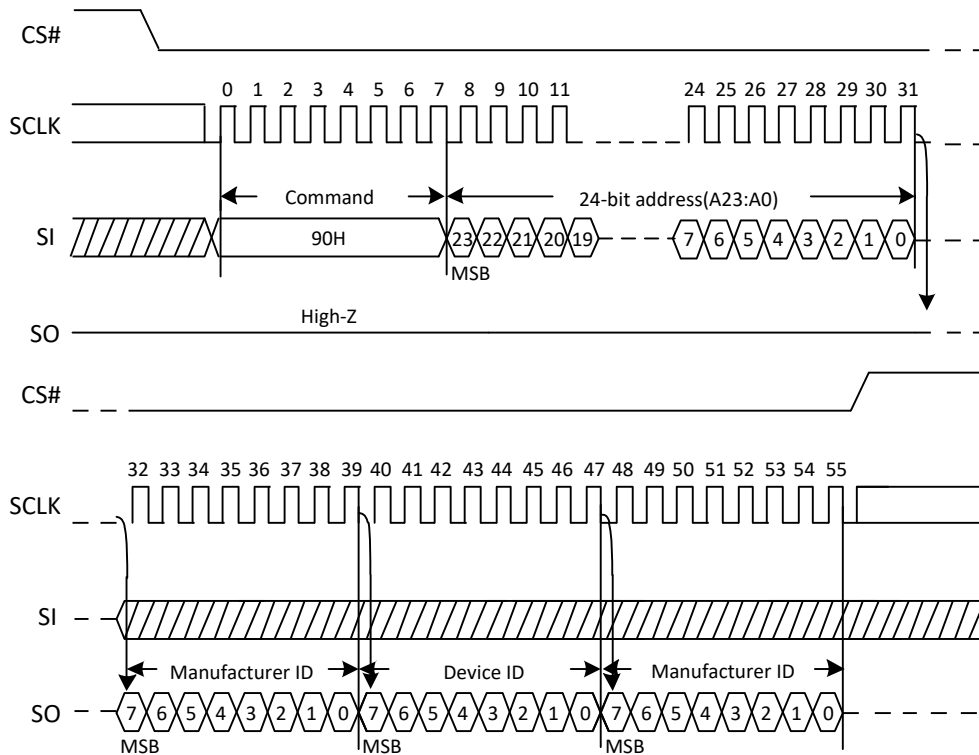 CS#
0 1 2 3 4 5 6 7 8 9 10 11 24 25 26 27 28 29 30 31
SCLK
Command 24-bit address(A23:A0)
SI 90H 23 22 21 20 19 7 6 5 4 3 2 1 0
MSB
High-Z
SO
CS#
32 33 34 35 36 37 38 39 40 41 42 43 44 45 46 47 48 49 50 51 52 53 54 55
SCLK
SI
Manufacturer ID Device ID Manufacturer ID
SO 7 6 5 4 3 2 1 0 7 6 5 4 3 2 1 0 7 6 5 4 3 2 1 0
MSB MSB MSB